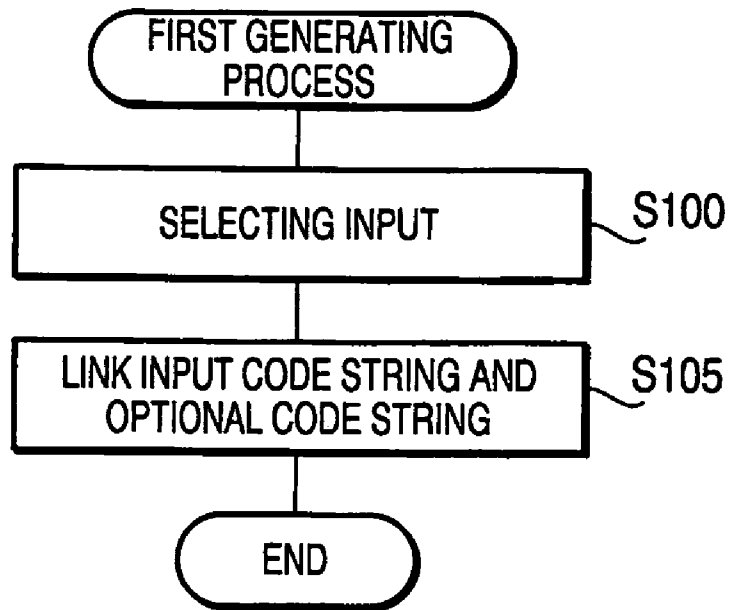 FIRST GENERATING
PROCESS
SELECTING INPUT
S100
LINK INPUT CODE STRING AND
OPTIONAL CODE STRING
S105
END